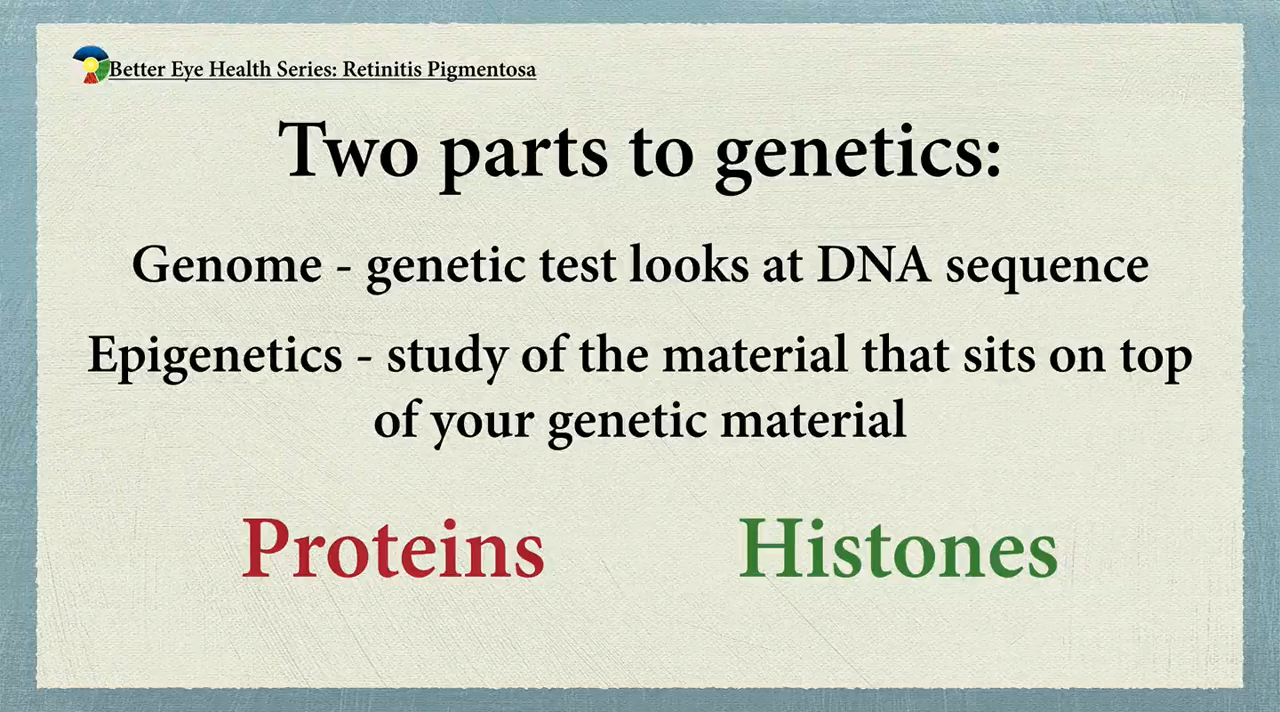 Better Eye Health Series: Retinitis Pigmentosa
Two parts to genetics:
Genome - genetic test looks at DNA sequence
Epigenetics - study of the material that sits on top
of your genetic material
Proteins Histones